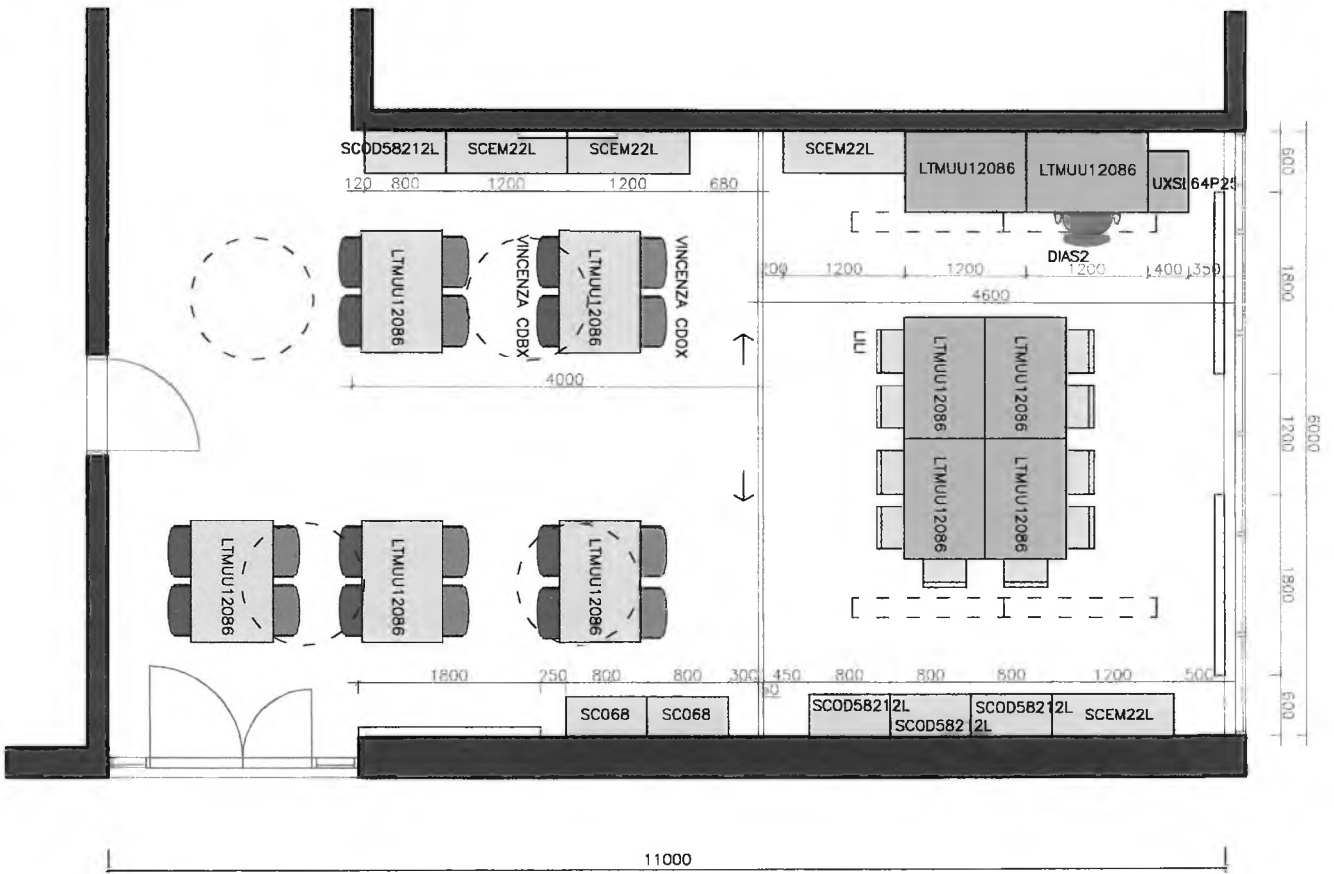 SCOD58212L SCEM22L SCEM22L SCEM22L LTMUU12086 LTMUU12086
120 800 1200 1200 680
DIAS2
1200 1200 1200 400 350
4600
LTMUU12086
VINCENZA CDBX
LTMUU12086
VINCENZA CDOX
4000
LILI
LTMUU12086
LTMUU12086
LTMUU12086
LTMUU12086
LTMUU12086
LTMUU12086
LTMUU12086
600
1800
1200
1800
600
6000
1800 250 800 800 300 450 800 800 800 1200 500
SC068 SC068 SCOD58212L SCOD58212L SCOD58212L SCEM22L
11000